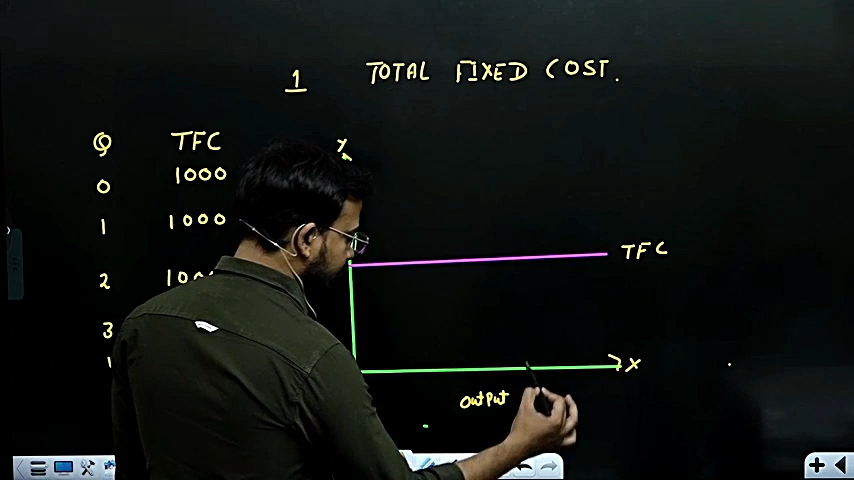 1 TOTAL FIXED COST.
Q TFC
0 1000
1 1000
2
3
Y
TFC
X
output